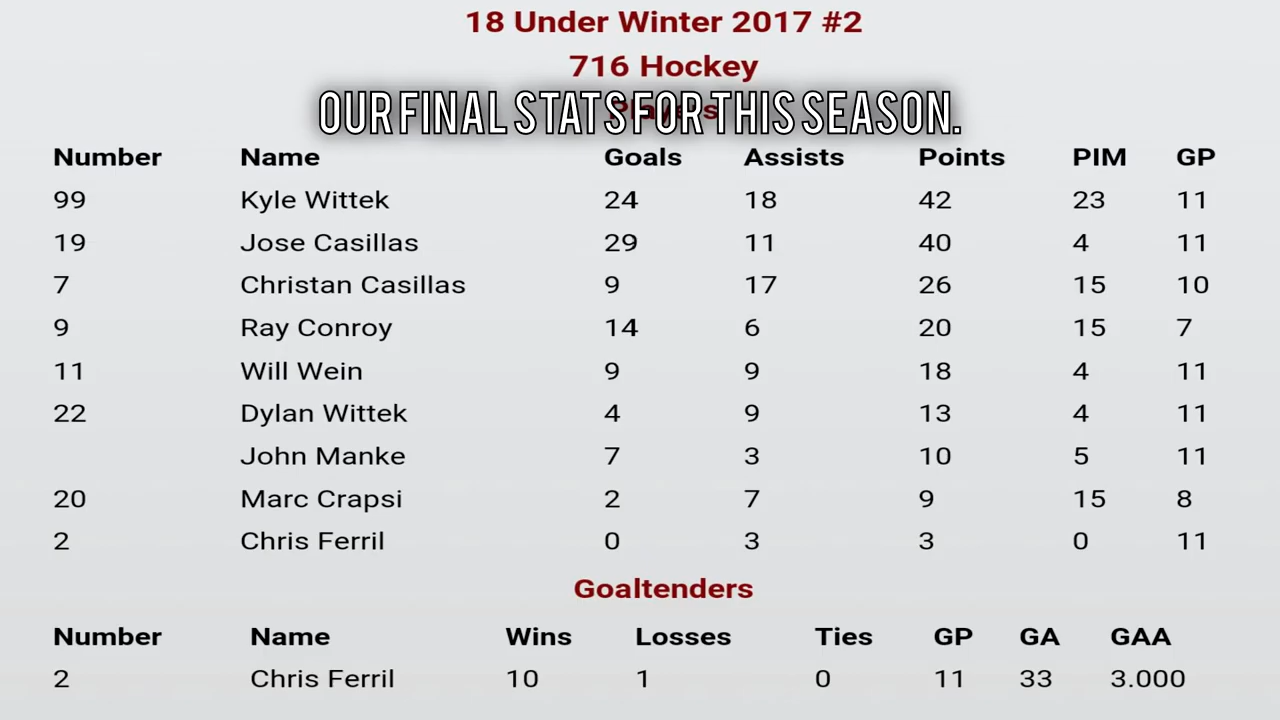 18 Under Winter 2017 #2
716 Hockey
Players
OUR FINAL STATS FOR THIS SEASON.
Number Name Goals Assists Points PIM GP
99 Kyle Wittek 24 18 42 23 11
19 Jose Casillas 29 11 40 4 11
7 Christan Casillas 9 17 26 15 10
9 Ray Conroy 14 6 20 15 7
11 Will Wein 9 9 18 4 11
22 Dylan Wittek 4 9 13 4 11
John Manke 7 3 10 5 11
20 Marc Crapsi 2 7 9 15 8
2 Chris Ferril 0 3 3 0 11
Goaltenders
Number Name Wins Losses Ties GP GA GAA
2 Chris Ferril 10 1 0 11 33 3.000